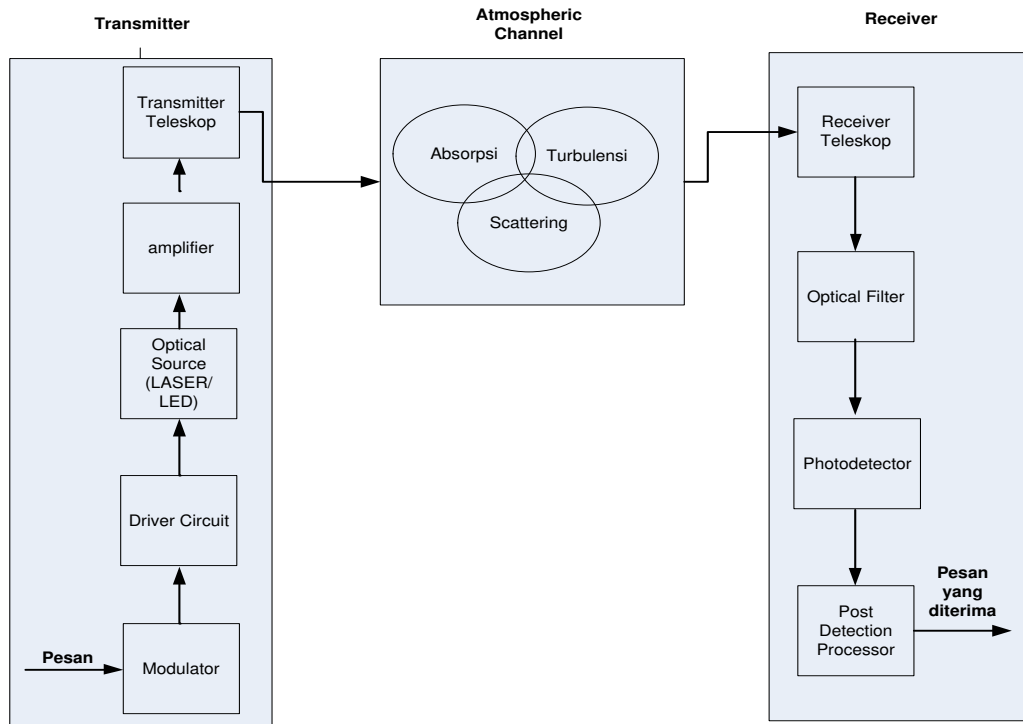 Transmitter
Transmitter
Teleskop
amplifier
Optical
Source
(LASER/
LED)
Driver Circuit
Pesan
Modulator
Atmospheric
Channel
Absorpsi
Turbulensi
Scattering
Receiver
Receiver
Teleskop
Optical Filter
Photodetector
Post
Detection
Processor
Pesan
yang
diterima